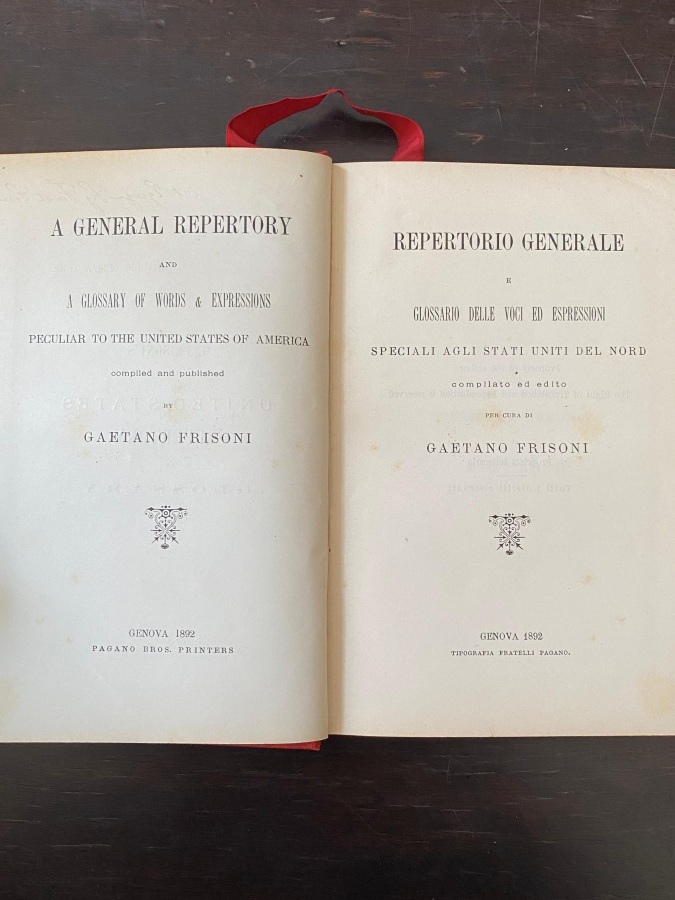 A GENERAL REPERTORY
AND
A GLOSSARY OF WORDS & EXPRESSIONS
PECULIAR TO THE UNITED STATES OF AMERICA
compiled and published
BY
GAETANO FRISONI
GENOVA 1892
PAGANO BROS. PRINTERS
REPERTORIO GENERALE
E
GLOSSARIO DELLE VOCI ED ESPRESSIONI
SPECIALI AGLI STATI UNITI DEL NORD
compilato ed edito
PER CURA DI
GAETANO FRISONI
GENOVA 1892
TIPOGRAFIA FRATELLI PAGANO.